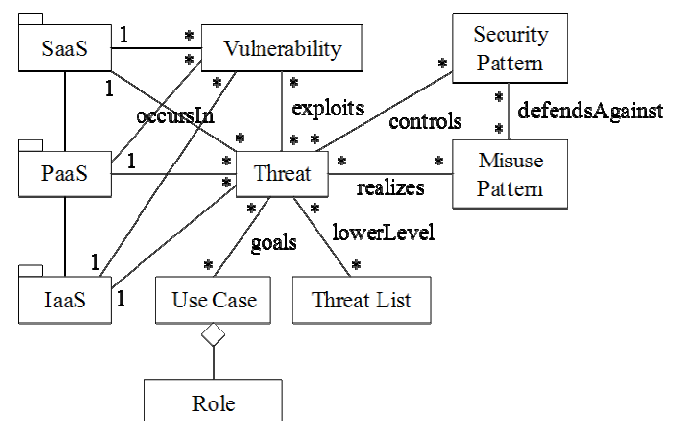 SaaS
1
*
Vulnerability
Security
Pattern
*
1
*
*
*
*
occursIn
exploits
controls
*
defendsAgainst
*
*
*
*
PaaS
1
*
Threat
*
*
Misuse
Pattern
realizes
*
*
*
goals
lowerLevel
1
*
*
IaaS
1
Use Case
Threat List
Role